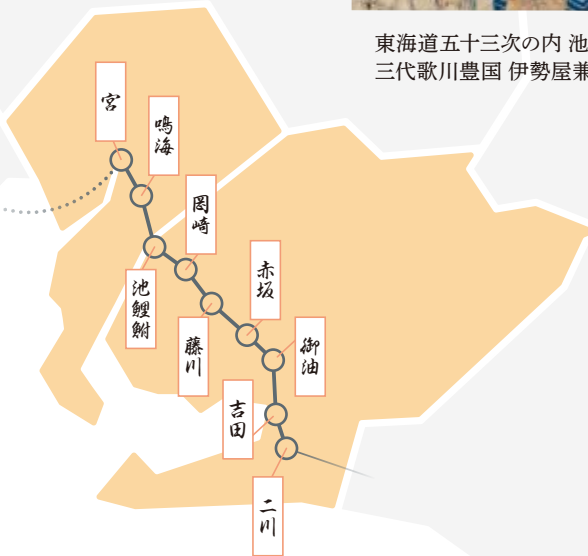 東海道五十三次の内 池
三代歌川豊国 伊勢屋兼
宮
鳴海
岡崎
池鯉鮒
赤坂
藤川
御油
吉田
二川